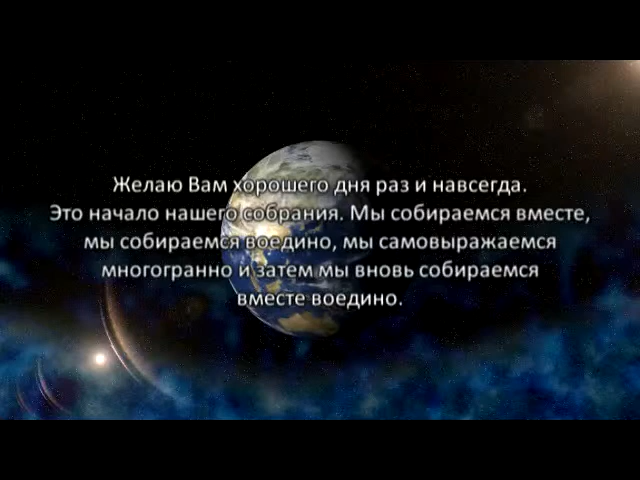 Желаю Вам хорошего дня раз и навсегда.
Это начало нашего собрания. Мы собираемся вместе,
мы собираемся воедино, мы самовыражаемся
многогранно и затем мы вновь собираемся
вместе воедино.